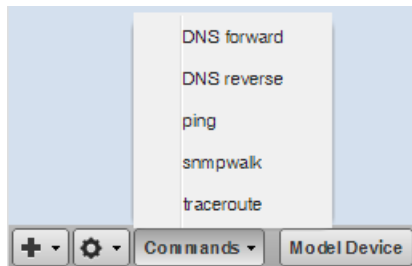 DNS forward
DNS reverse
ping
snmpwalk
traceroute
Commands Model Device